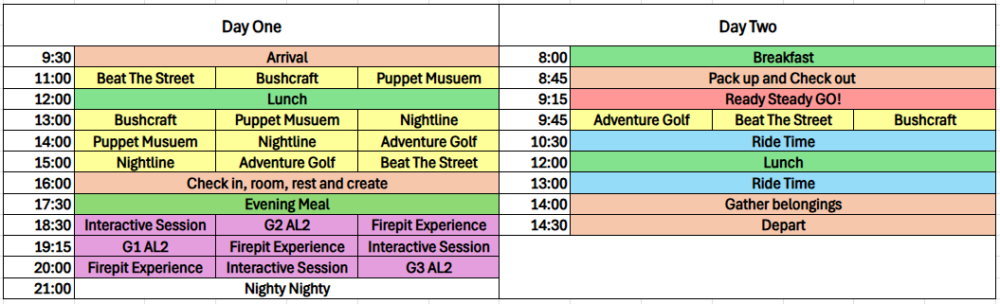 Day One
9:30 Arrival
11:00 Beat The Street Bushcraft Puppet Musuem
12:00 Lunch
13:00 Bushcraft Puppet Musuem Nightline
14:00 Puppet Musuem Nightline Adventure Golf
15:00 Nightline Adventure Golf Beat The Street
16:00 Check in, room, rest and create
17:30 Evening Meal
18:30 Interactive Session G2 AL2 Firepit Experience
19:15 G1 AL2 Firepit Experience Interactive Session
20:00 Firepit Experience Interactive Session G3 AL2
21:00 Nighty Nighty
Day Two
8:00 Breakfast
8:45 Pack up and Check out
9:15 Ready Steady GO!
9:45 Adventure Golf Beat The Street Bushcraft
10:30 Ride Time
12:00 Lunch
13:00 Ride Time
14:00 Gather belongings
14:30 Depart